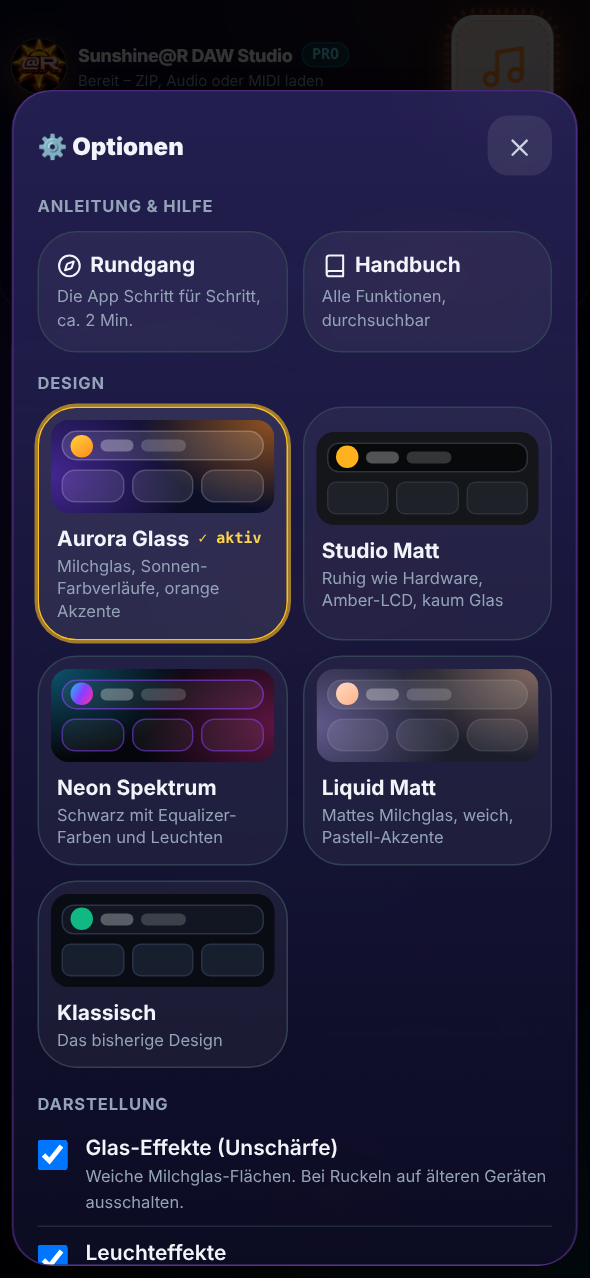 @R
Sunshine@R DAW Studio PRO
Bereit – ZIP, Audio oder MIDI laden
⚙️ Optionen
ANLEITUNG & HILFE
Rundgang
Die App Schritt für Schritt,
ca. 2 Min.
Handbuch
Alle Funktionen,
durchsuchbar
DESIGN
Aurora Glass ✓ aktiv
Milchglas, Sonnen-
Farbverläufe, orange
Akzente
Studio Matt
Ruhig wie Hardware,
Amber-LCD, kaum Glas
Neon Spektrum
Schwarz mit Equalizer-
Farben und Leuchten
Liquid Matt
Mattes Milchglas, weich,
Pastell-Akzente
Klassisch
Das bisherige Design
DARSTELLUNG
Glas-Effekte (Unschärfe)
Weiche Milchglas-Flächen. Bei Ruckeln auf älteren Geräten
ausschalten.
Leuchteffekte